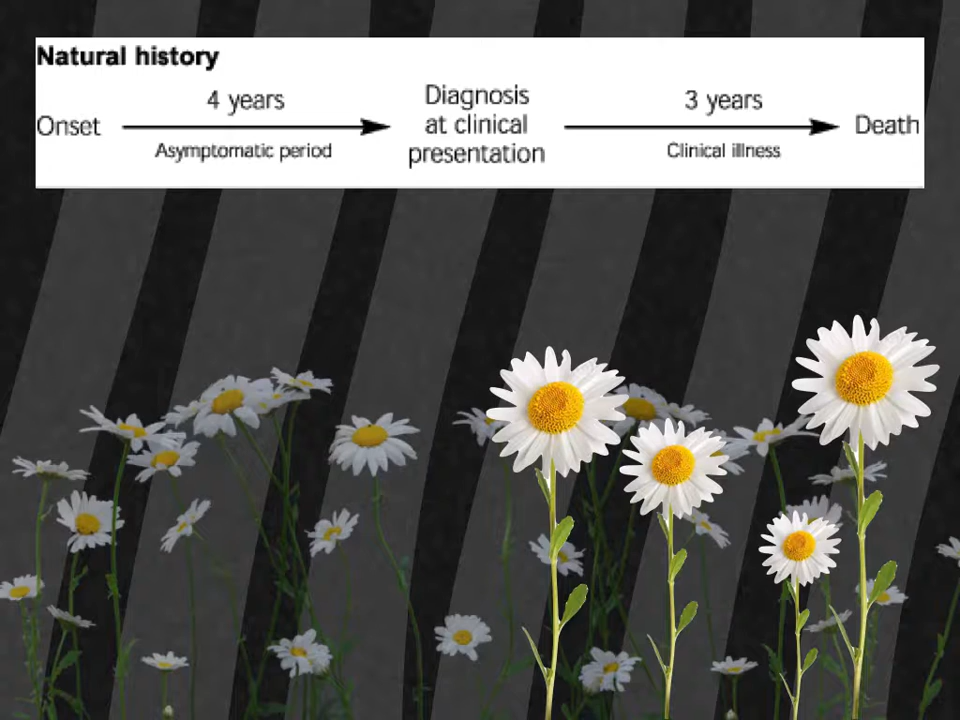 Natural history
4 years
Diagnosis
3 years
Onset
at clinical
Death
Asymptomatic period
presentation
Clinical illness